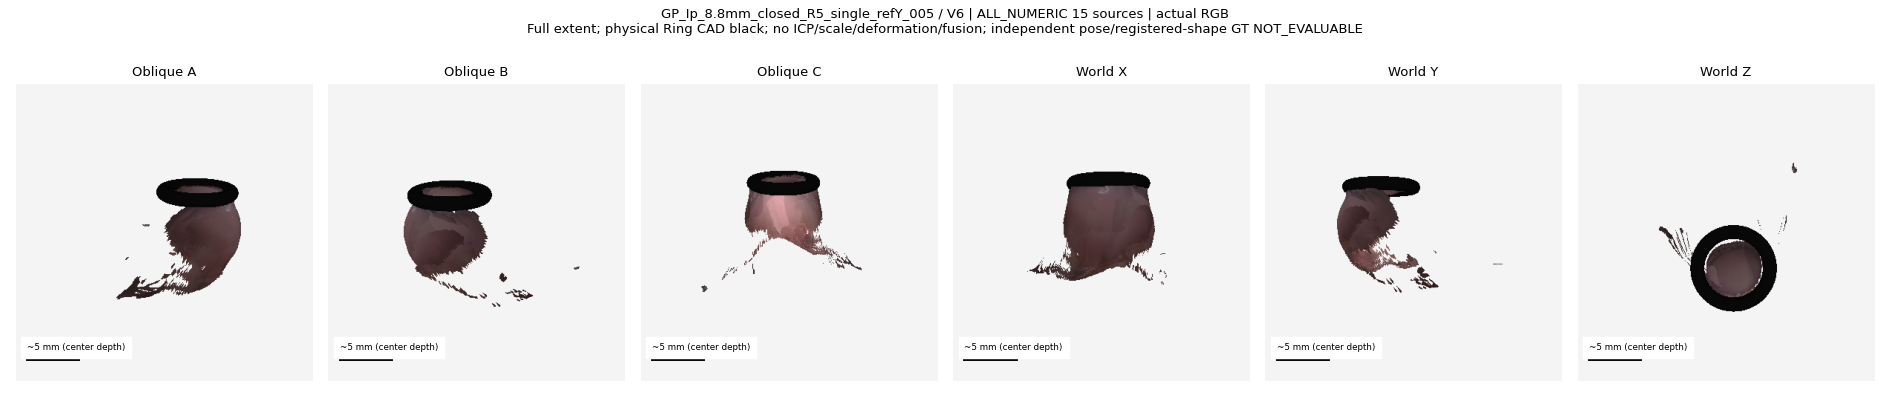 GP_Ip_8.8mm_closed_R5_single_refY_005 / V6 | ALL_NUMERIC 15 sources | actual RGB
Full extent; physical Ring CAD black; no ICP/scale/deformation/fusion; independent pose/registered-shape GT NOT_EVALUABLE
Oblique A
Oblique B
Oblique C
World X
World Y
World Z
~5 mm (center depth)
~5 mm (center depth)
~5 mm (center depth)
~5 mm (center depth)
~5 mm (center depth)
~5 mm (center depth)